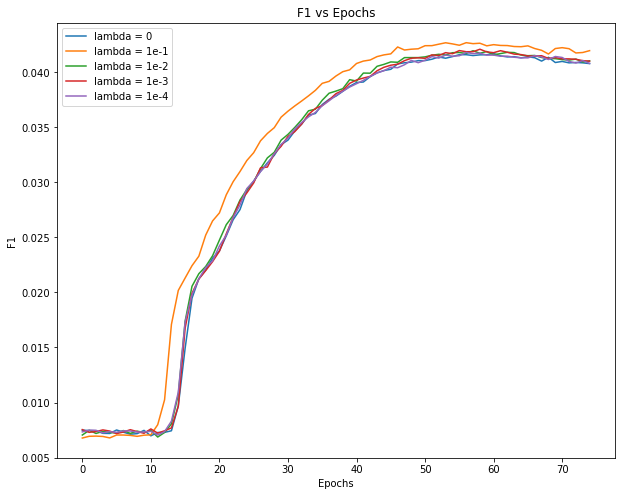 F1 vs Epochs
lambda = 0
lambda = 1e-1
lambda = 1e-2
lambda = 1e-3
lambda = 1e-4
0.040
0.035
0.030
0.025
0.020
0.015
0.010
0.005
F1
0 10 20 30 40 50 60 70
Epochs